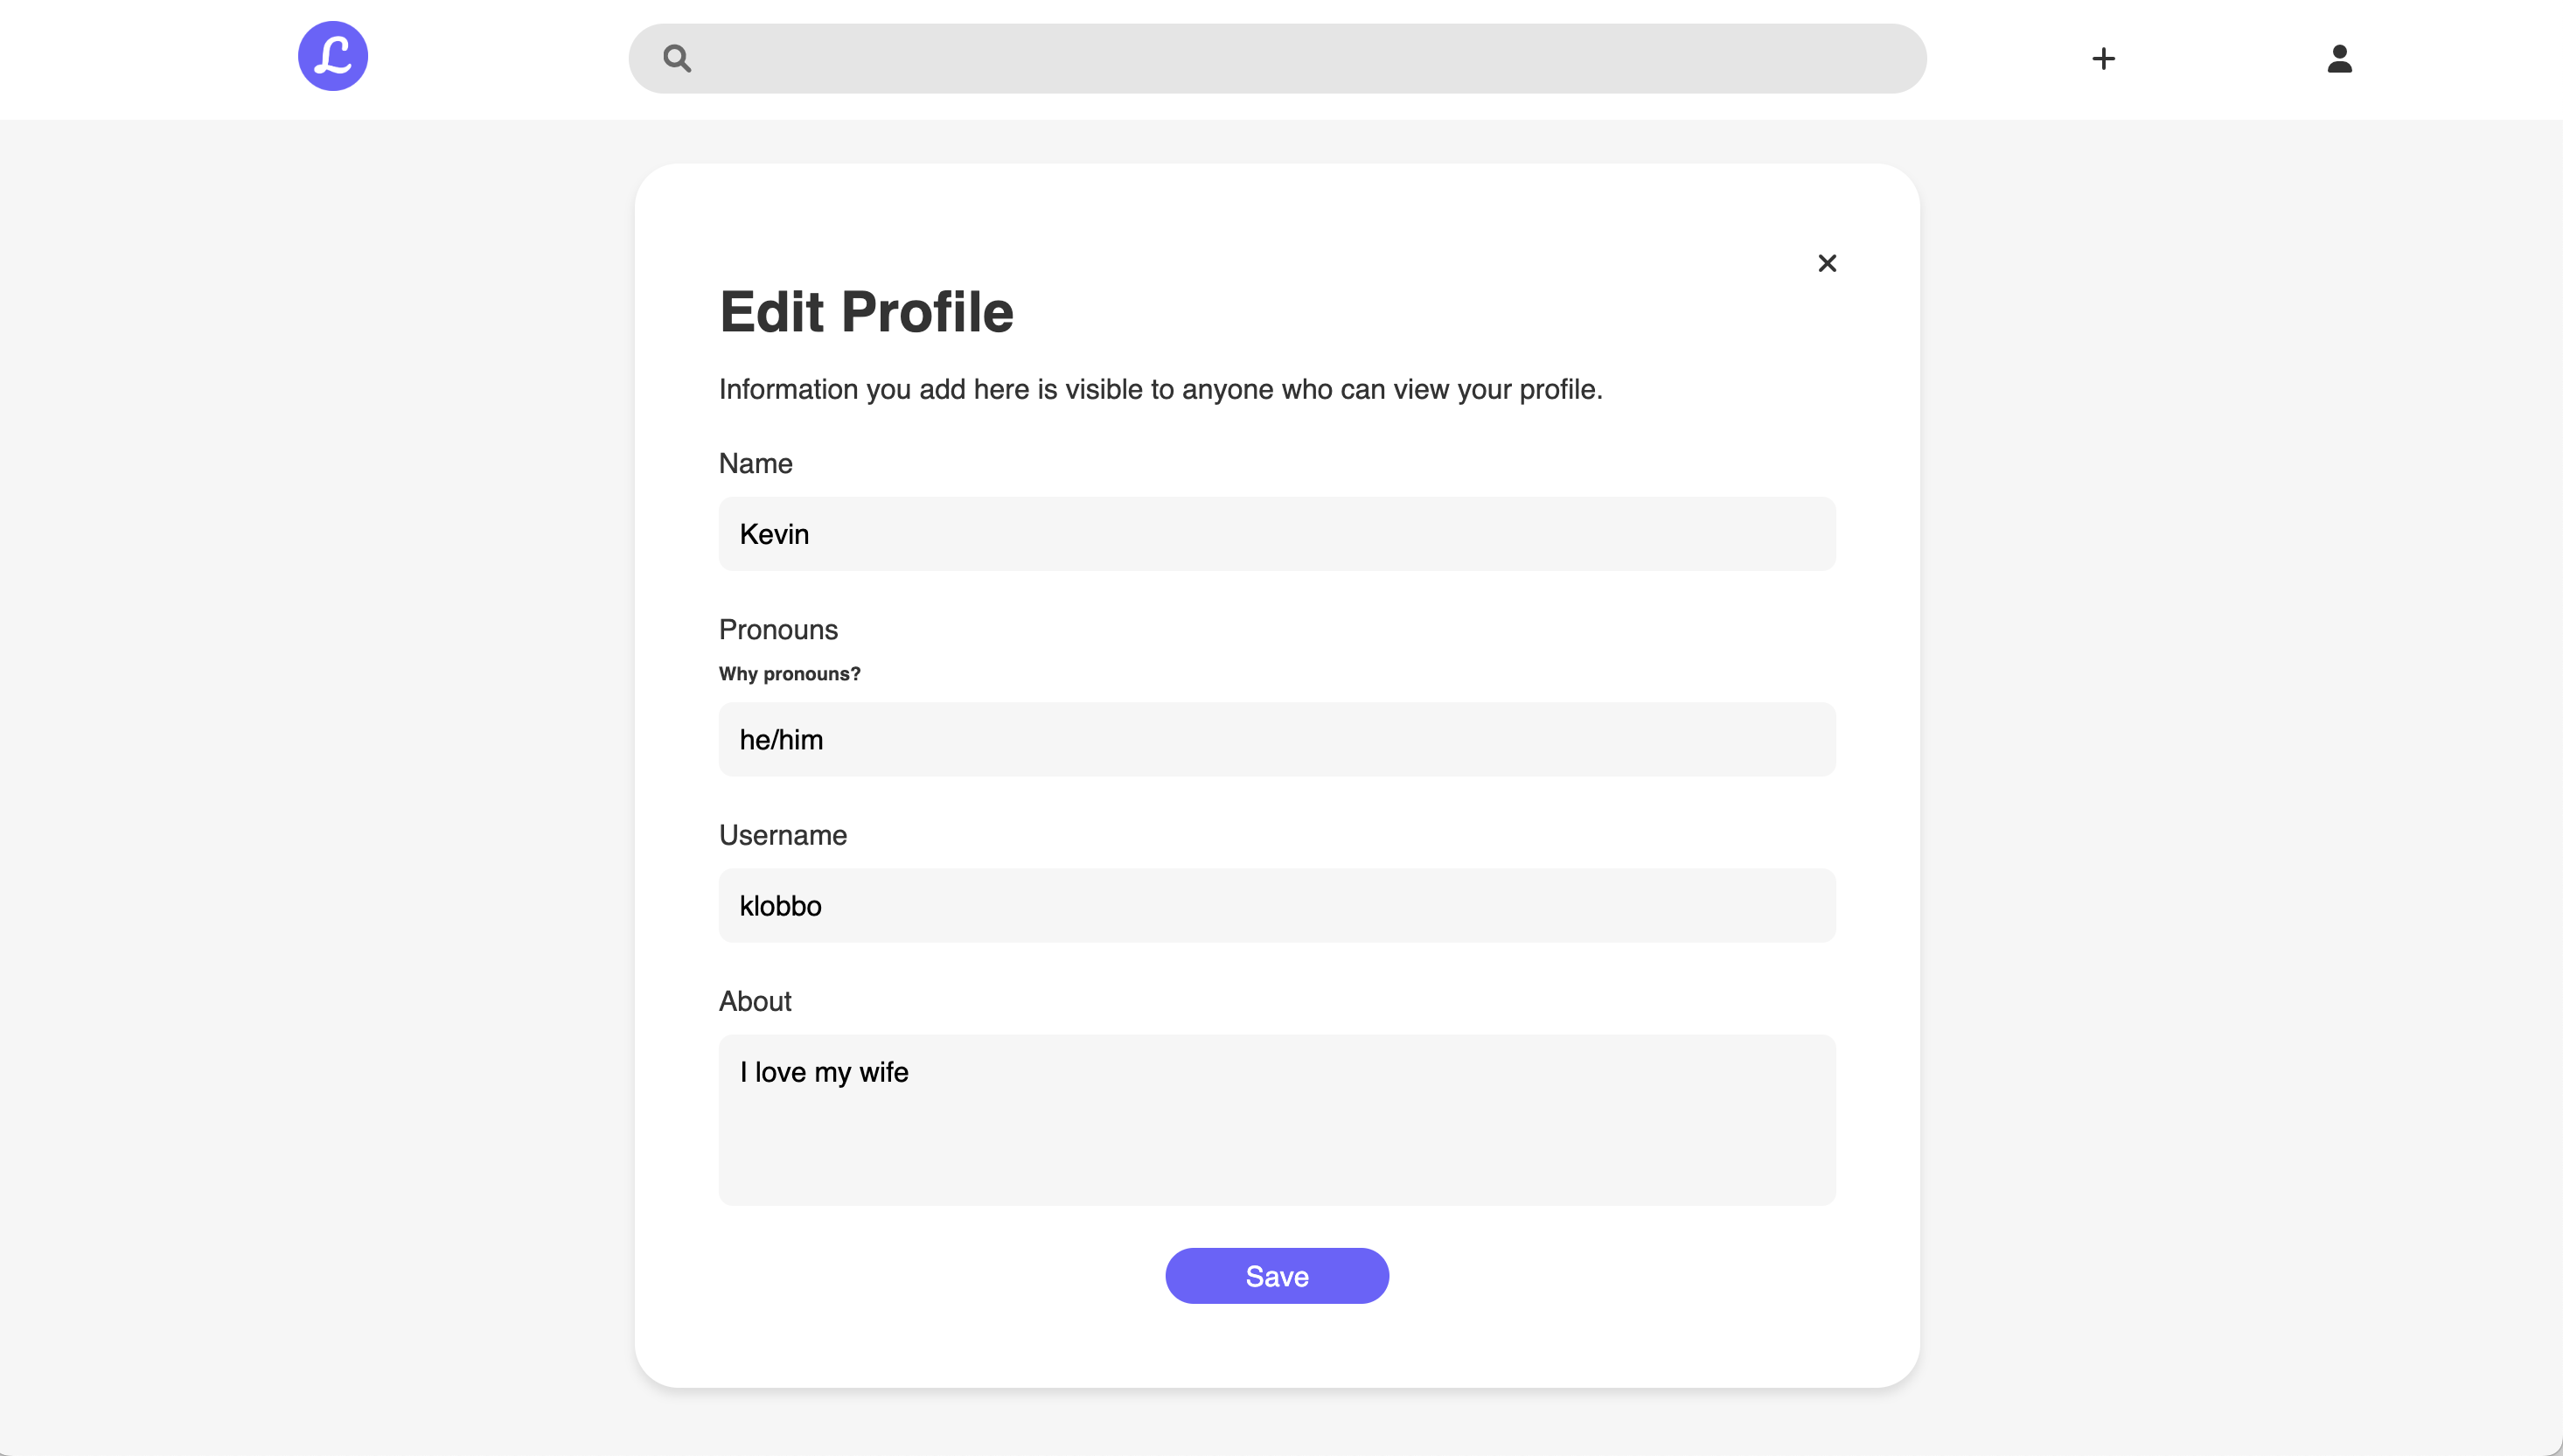 L
Edit Profile
Information you add here is visible to anyone who can view your profile.
Name
Kevin
Pronouns
Why pronouns?
he/him
Username
klobbo
About
I love my wife
Save